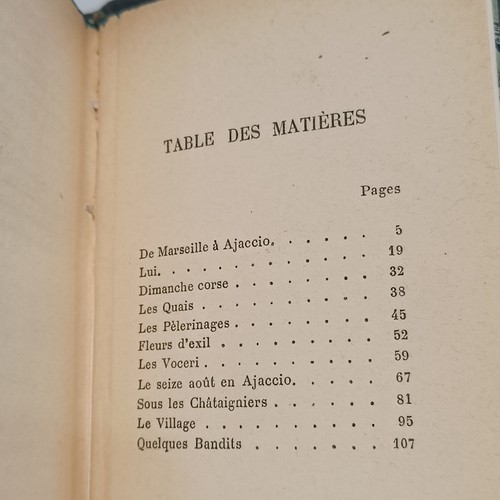 TABLE DES MATIÈRES
Pages
De Marseille à Ajaccio. . . . . . 5
Lui. . . . . . . . . . . . 19
Dimanche corse . . . . . . . . 32
Les Quais . . . . . . . . . . 38
Les Pèlerinages . . . . . . . . 45
Fleurs d'exil . . . . . . . . . 52
Les Voceri . . . . . . . . . . 59
Le seize août en Ajaccio. . . . . 67
Sous les Châtaigniers . . . . . . 81
Le Village . . . . . . . . . . 95
Quelques Bandits . . . . . . . 107